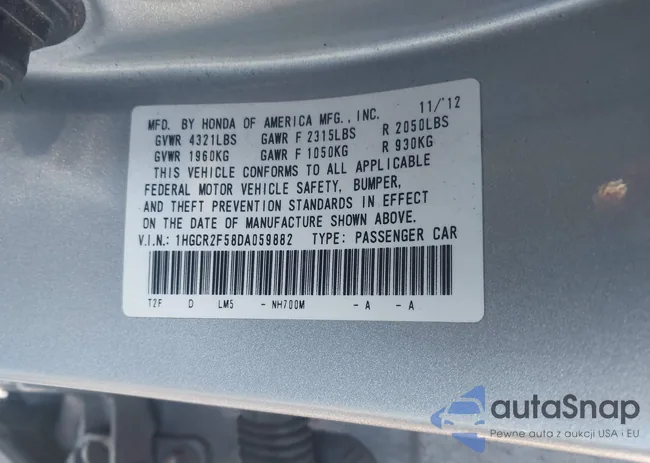 MFD. BY HONDA OF AMERICA MFG., INC. 11/'12
GVWR 4321LBS GAWR F 2315LBS R 2050LBS
GVWR 1960KG GAWR F 1050KG R 930KG
THIS VEHICLE CONFORMS TO ALL APPLICABLE
FEDERAL MOTOR VEHICLE SAFETY, BUMPER,
AND THEFT PREVENTION STANDARDS IN EFFECT
ON THE DATE OF MANUFACTURE SHOWN ABOVE.
V.I.N.: 1HGCR2F58DA059882 TYPE: PASSENGER CAR
T2F D LM5 - NH700M - A - A
autaSnap
Pewne auta z aukcji USA i EU